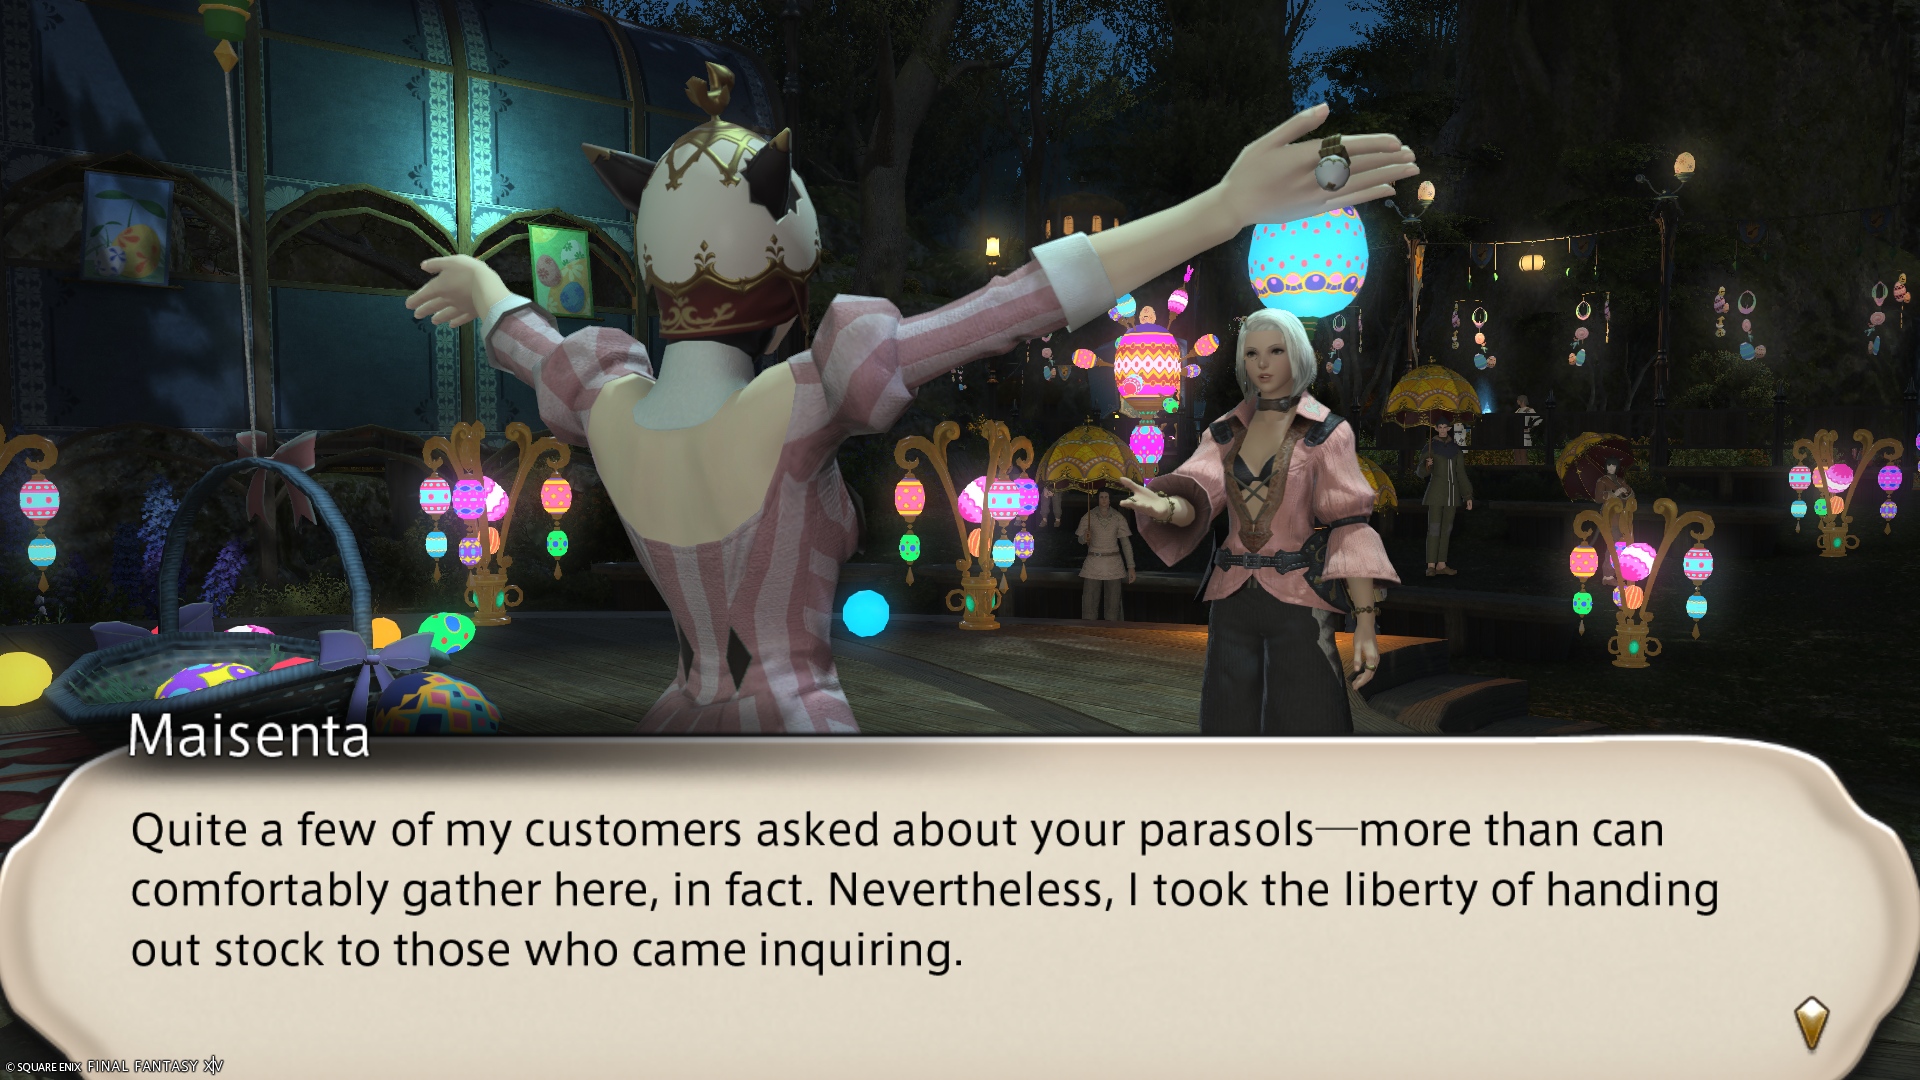 Maisenta
Quite a few of my customers asked about your parasols—more than can
comfortably gather here, in fact. Nevertheless, I took the liberty of handing
out stock to those who came inquiring.
© SQUARE ENIX FINAL FANTASY XIV